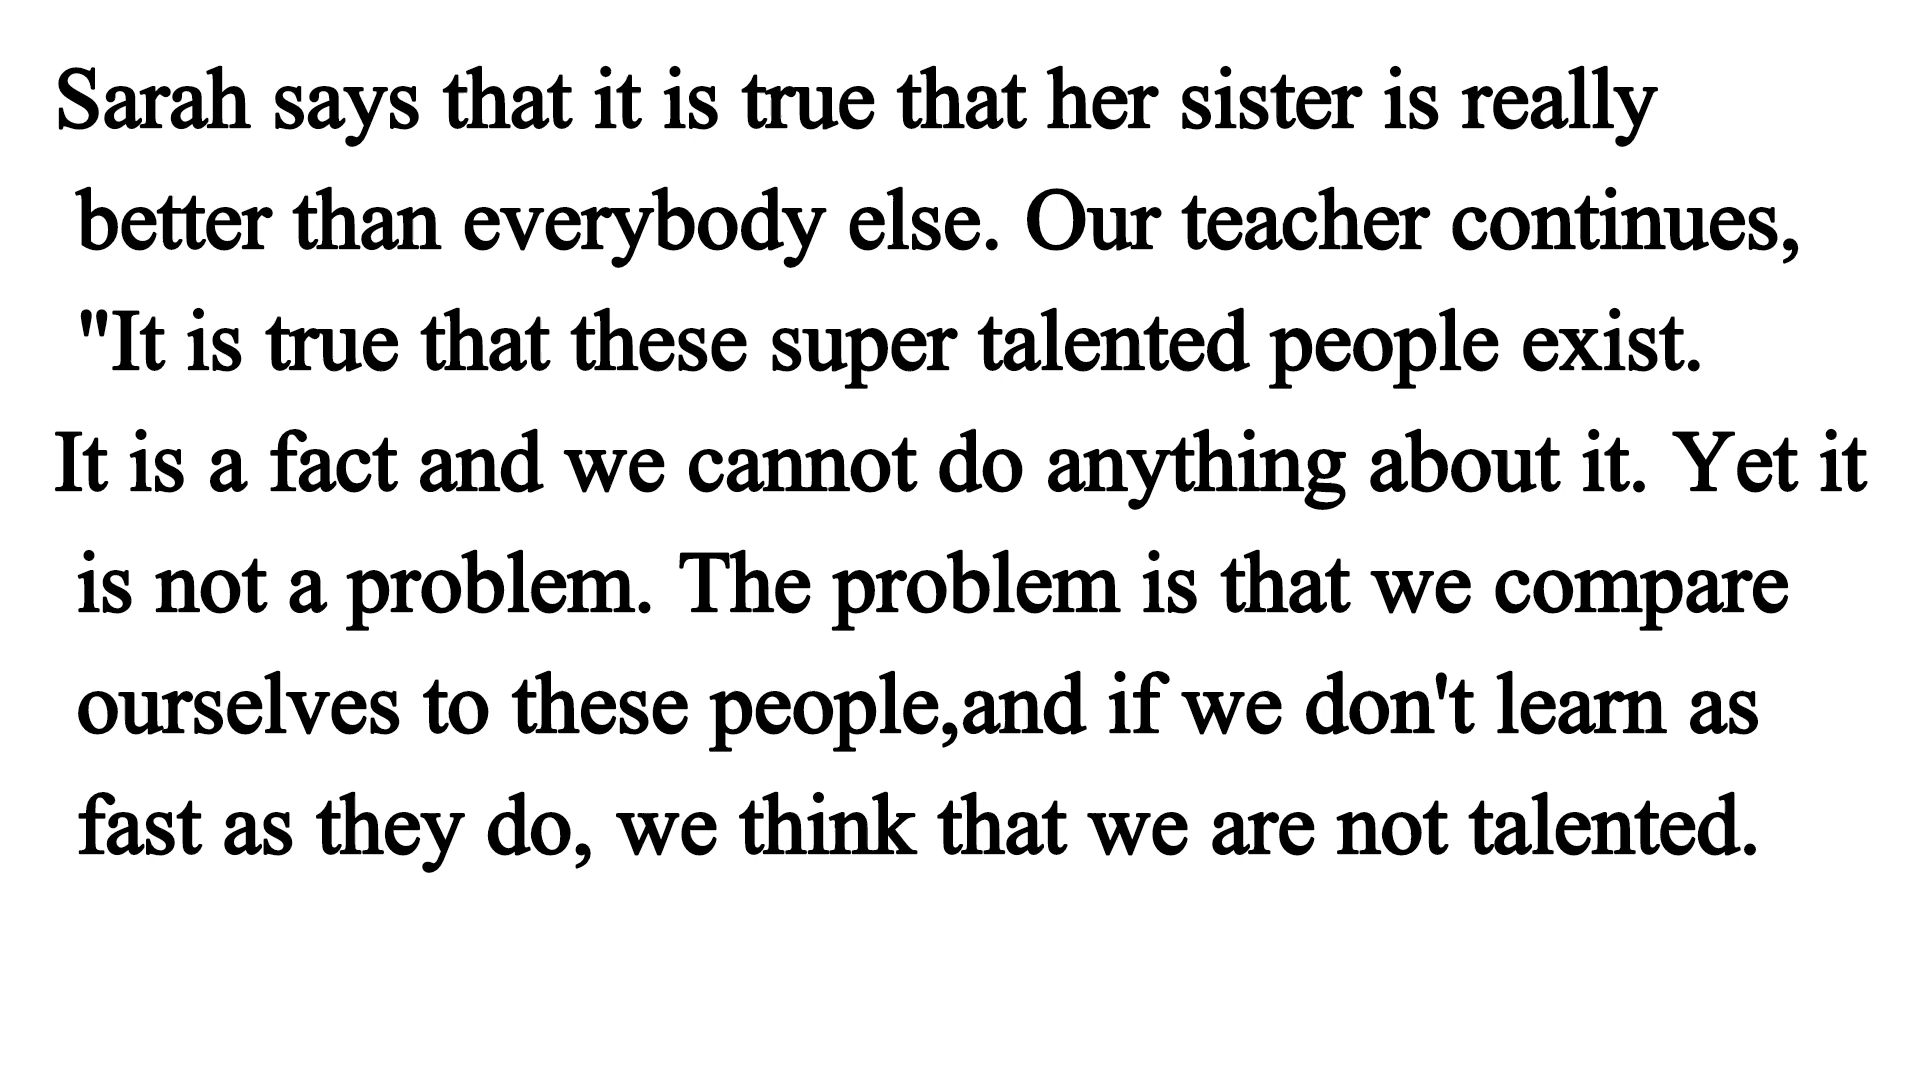 Sarah says that it is true that her sister is really
better than everybody else. Our teacher continues,
"It is true that these super talented people exist.
It is a fact and we cannot do anything about it. Yet it
is not a problem. The problem is that we compare
ourselves to these people,and if we don't learn as
fast as they do, we think that we are not talented.